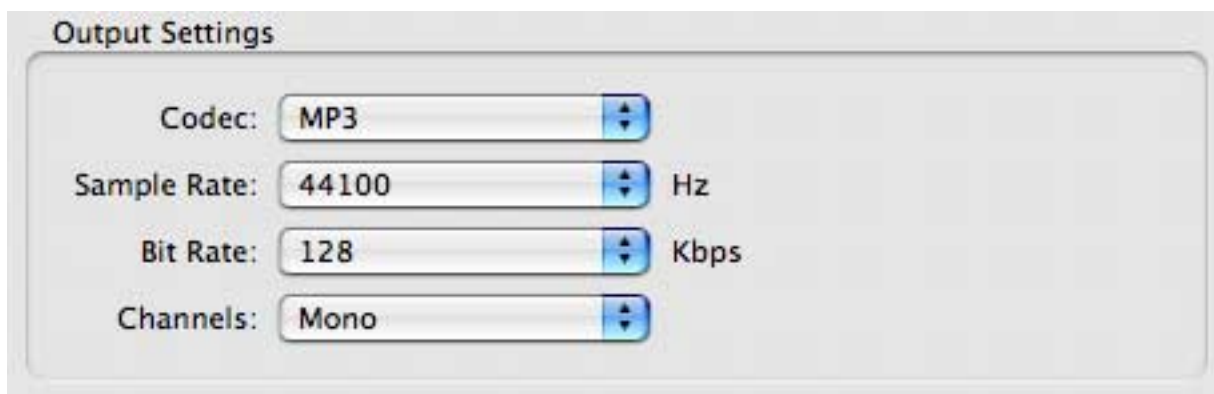 Output Settings
Codec: MP3
Sample Rate: 44100 Hz
Bit Rate: 128 Kbps
Channels: Mono